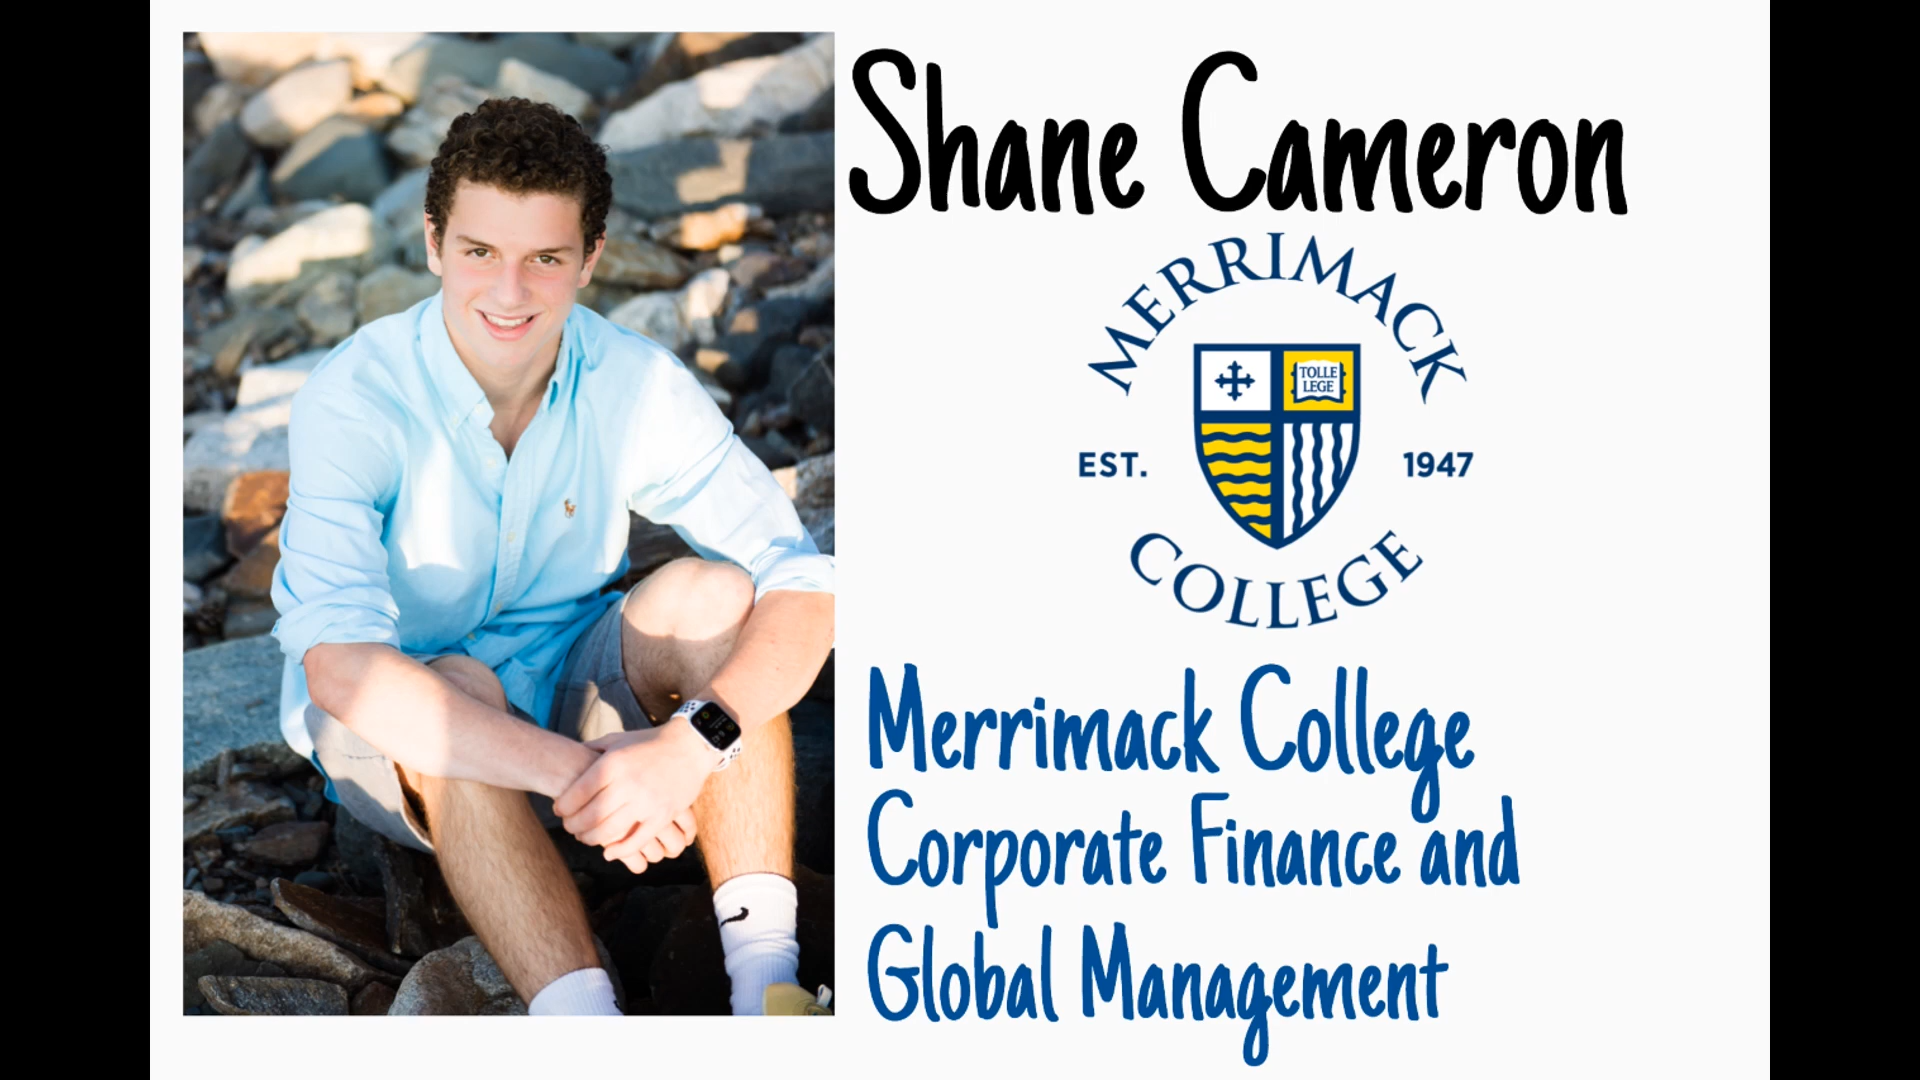 Shane Cameron
MERRIMACK
TOLLE
LEGE
EST. 1947
COLLEGE
Merrimack College
Corporate Finance and
Global Management